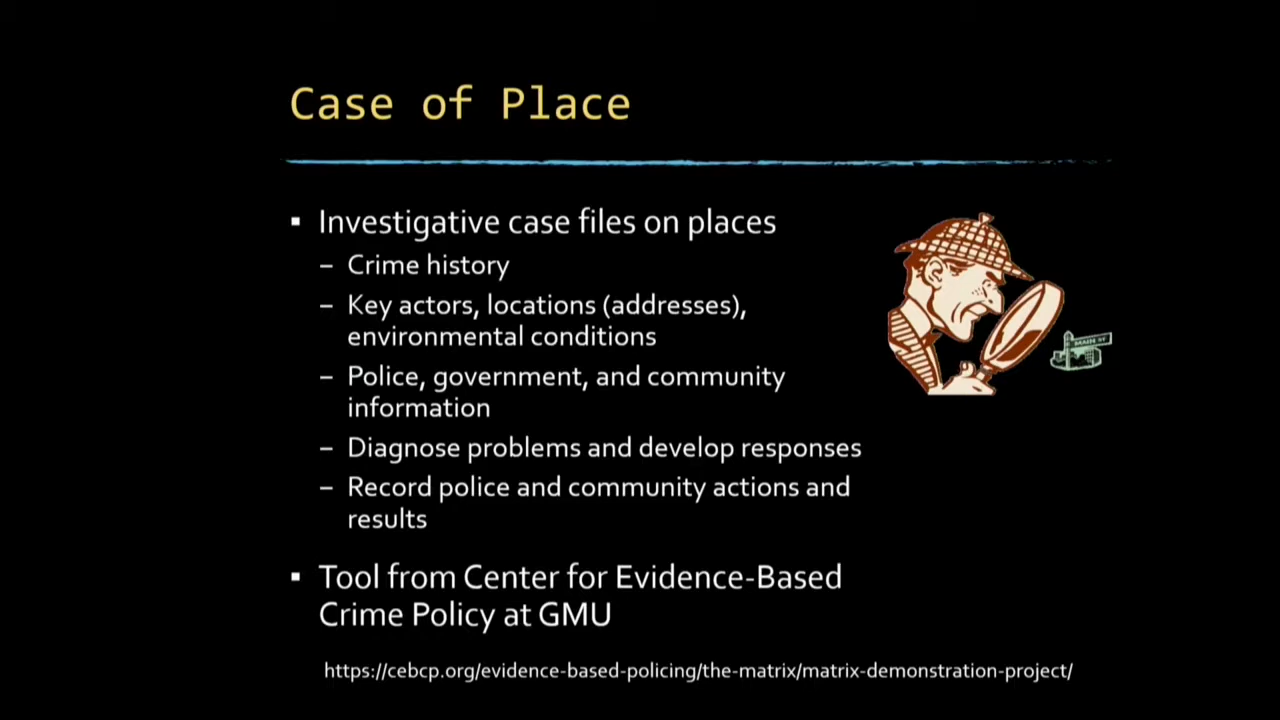 Case of Place
▪ Investigative case files on places
– Crime history
– Key actors, locations (addresses),
environmental conditions
– Police, government, and community
information
– Diagnose problems and develop responses
– Record police and community actions and
results
▪ Tool from Center for Evidence-Based
Crime Policy at GMU
https://cebcp.org/evidence-based-policing/the-matrix/matrix-demonstration-project/